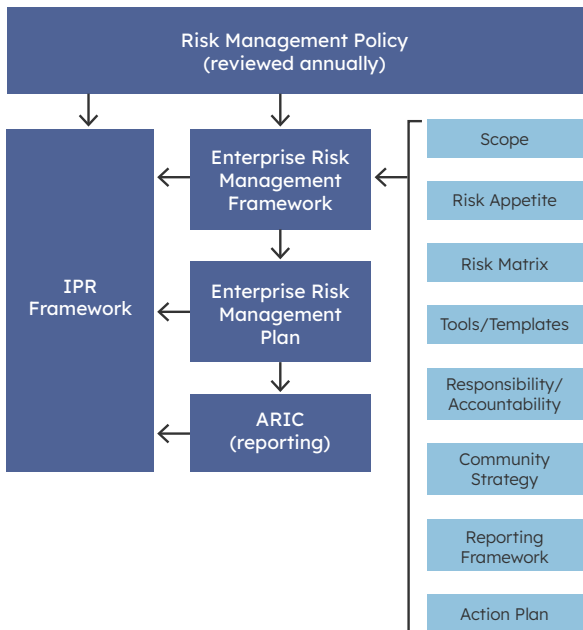 Risk Management Policy
(reviewed annually)
IPR
Framework
Enterprise Risk
Management
Framework
Enterprise Risk
Management
Plan
ARIC
(reporting)
Scope
Risk Appetite
Risk Matrix
Tools/Templates
Responsibility/
Accountability
Community
Strategy
Reporting
Framework
Action Plan